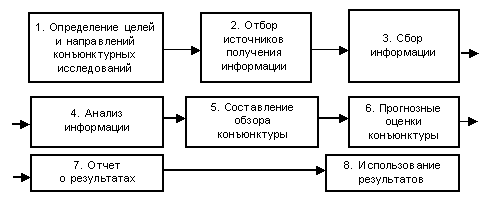 1. Определение целей
и направлений
конъюнктурных
исследований
2. Отбор
источников
получения
информации
3. Сбор
информации
4. Анализ
информации
5. Составление
обзора
конъюнктуры
6. Прогнозные
оценки
конъюнктуры
7. Отчет
о результатах
8. Использование
результатов